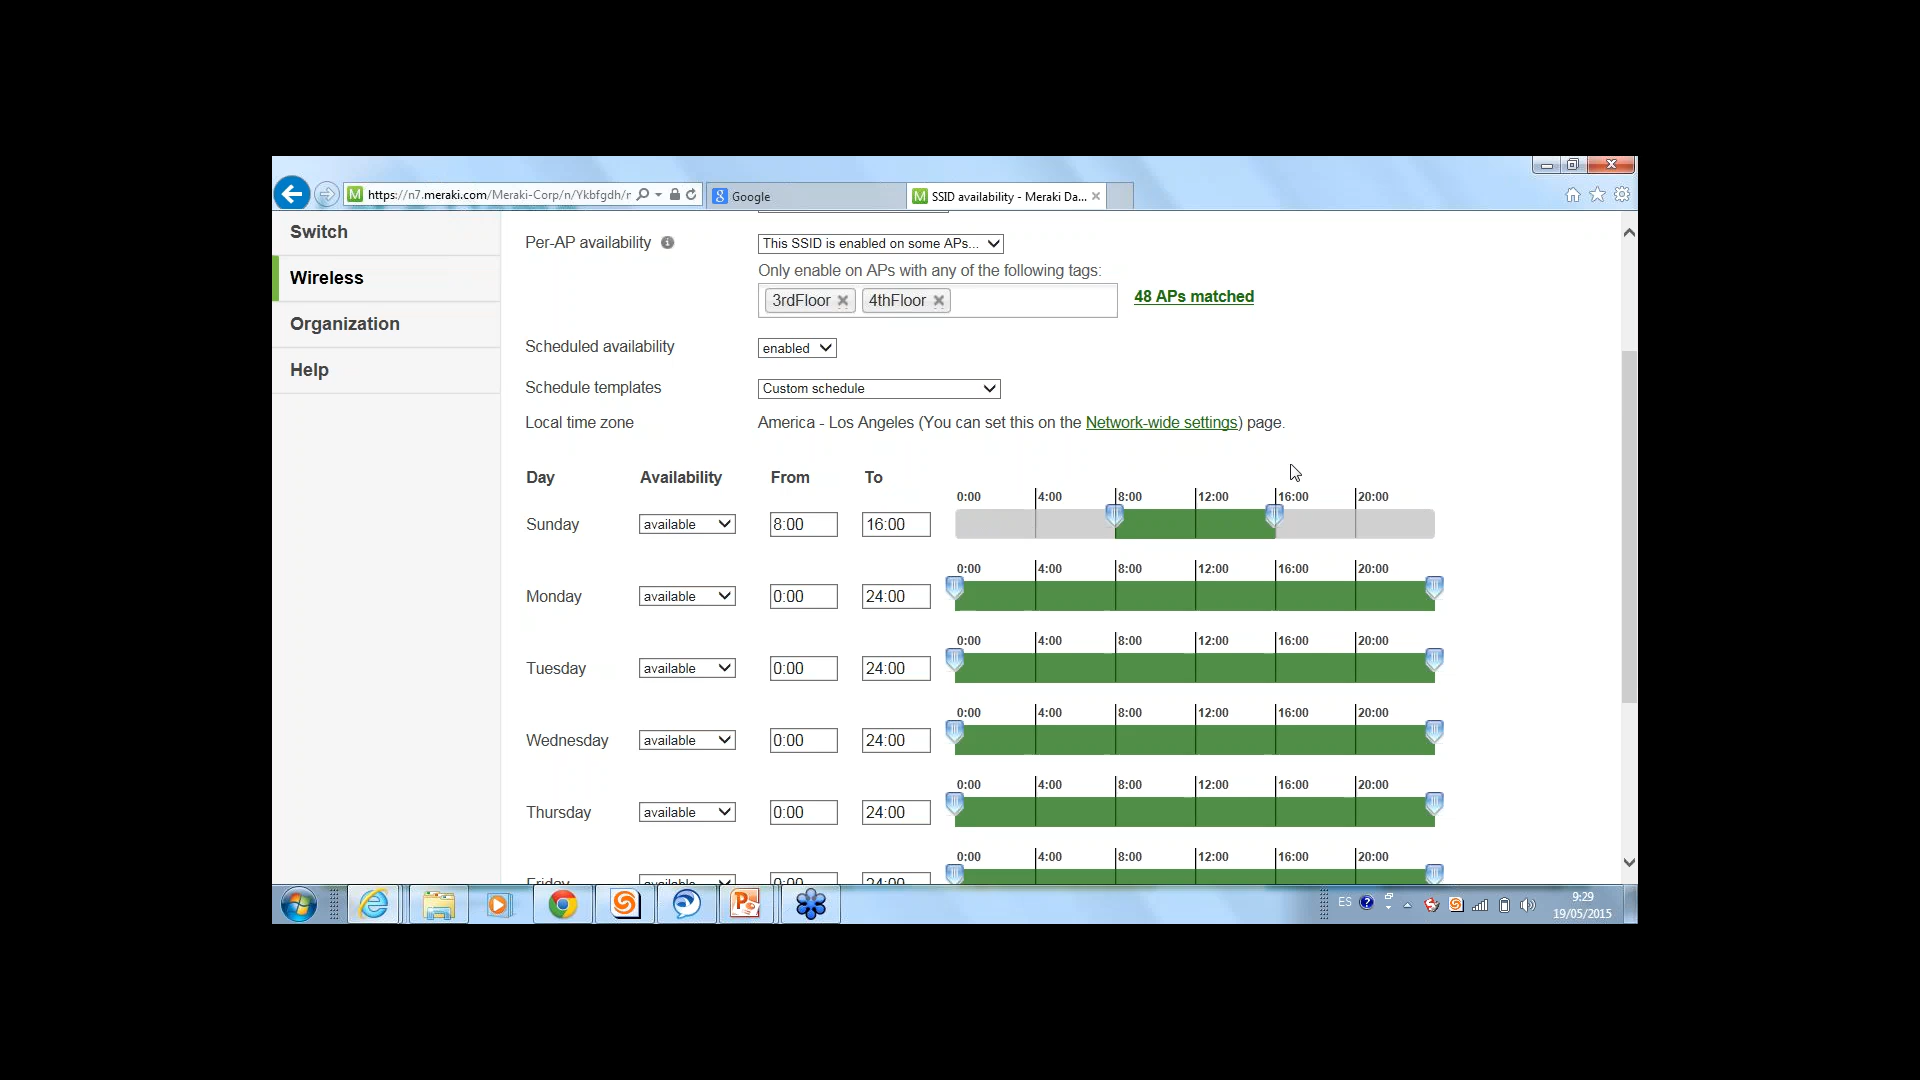 https://n7.meraki.com/Meraki-Corp/n/Ykbfgdh/r
Google
SSID availability - Meraki Da...
Switch
Wireless
Organization
Help
Per-AP availability
This SSID is enabled on some APs...
Only enable on APs with any of the following tags:
3rdFloor 4thFloor
48 APs matched
Scheduled availability enabled
Schedule templates Custom schedule
Local time zone America - Los Angeles (You can set this on the Network-wide settings) page.
Day Availability From To
0:00 4:00 8:00 12:00 16:00 20:00
Sunday available 8:00 16:00
0:00 4:00 8:00 12:00 16:00 20:00
Monday available 0:00 24:00
0:00 4:00 8:00 12:00 16:00 20:00
Tuesday available 0:00 24:00
0:00 4:00 8:00 12:00 16:00 20:00
Wednesday available 0:00 24:00
0:00 4:00 8:00 12:00 16:00 20:00
Thursday available 0:00 24:00
0:00 4:00 8:00 12:00 16:00 20:00
Friday available 0:00 24:00
ES
9:29
19/05/2015